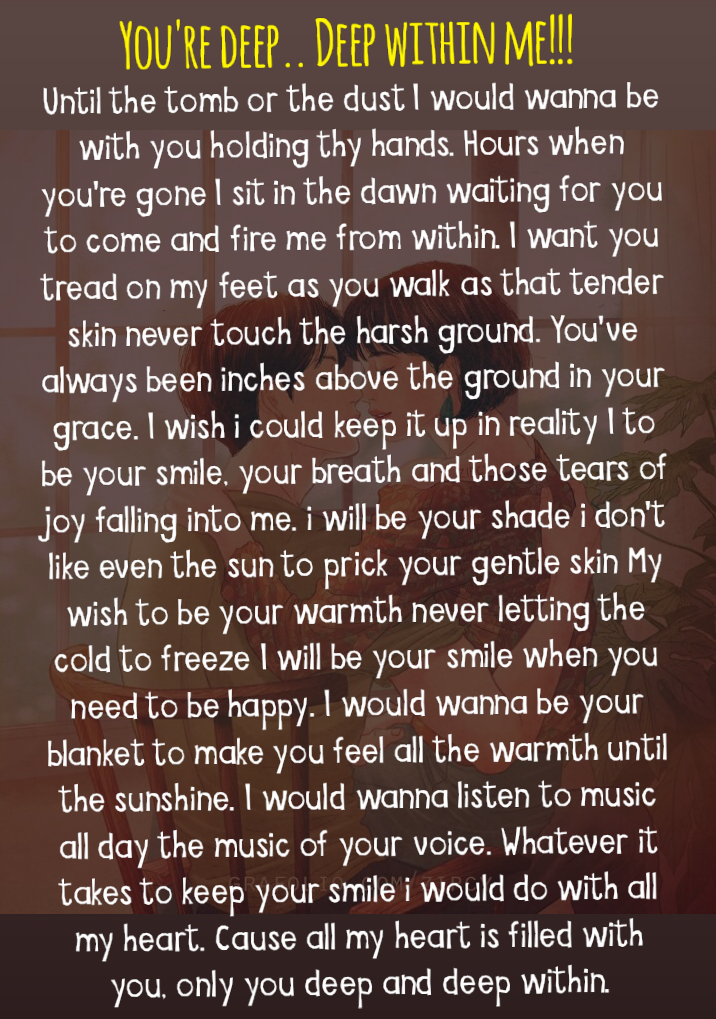 You're deep.. Deep within me!!!
Until the tomb or the dust I would wanna be
with you holding thy hands. Hours when
you're gone I sit in the dawn waiting for you
to come and fire me from within. I want you
tread on my feet as you walk as that tender
skin never touch the harsh ground. You've
always been inches above the ground in your
grace. I wish i could keep it up in reality I to
be your smile, your breath and those tears of
joy falling into me. i will be your shade i don't
like even the sun to prick your gentle skin My
wish to be your warmth never letting the
cold to freeze I will be your smile when you
need to be happy. I would wanna be your
blanket to make you feel all the warmth until
the sunshine. I would wanna listen to music
all day the music of your voice. Whatever it
takes to keep your smile i would do with all
my heart. Cause all my heart is filled with
you, only you deep and deep within.